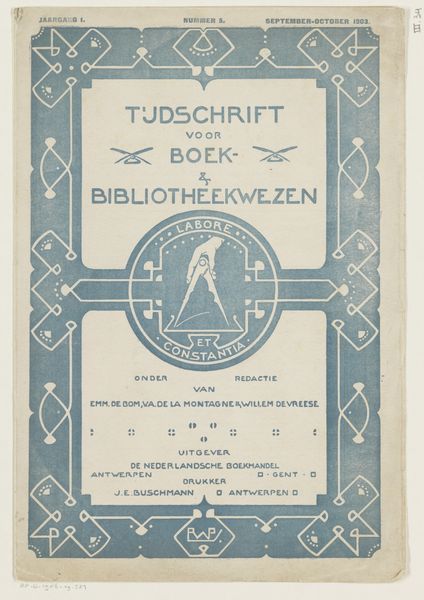 JAARGANG 1. NUMMER 5. SEPTEMBER-OCTOBER 1903.
TIJDSCHRIFT
VOOR
BOEK-
&
BIBLIOTHEEKWEZEN
LABORE
ET
CONSTANTIA
ONDER REDACTIE
VAN
EMM. DE BOM, V.A. DE LA MONTAGNE & WILLEM DE VREESE
UITGEVER
DE NEDERLANDSCHE BOEKHANDEL
ANTWERPEN GENT
DRUKKER
J.E. BUSCHMANN ANTWERPEN